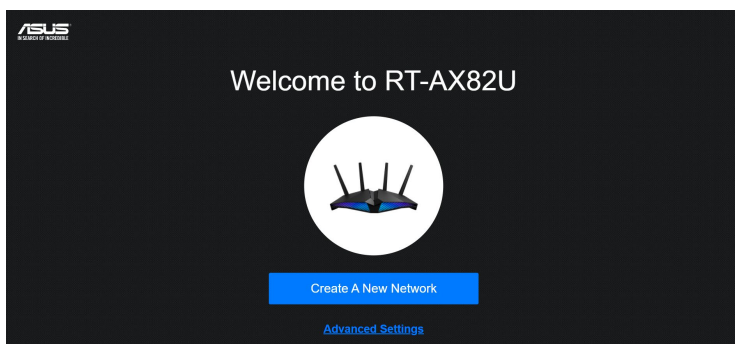 ASUS
IN SEARCH OF INCREDIBLE
Welcome to RT-AX82U
Create A New Network
Advanced Settings